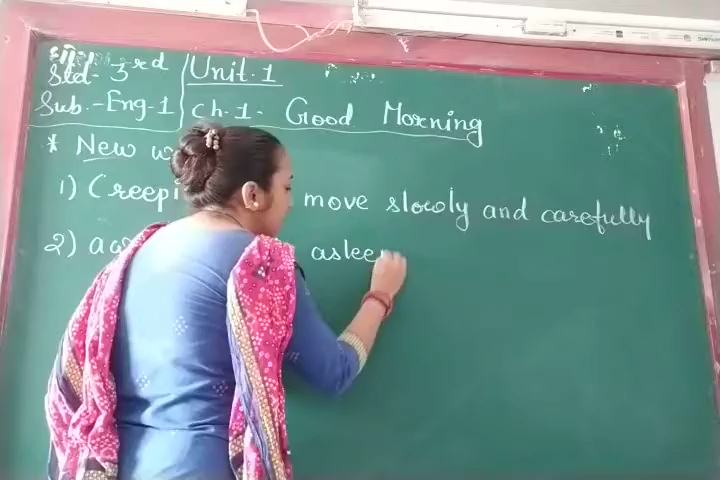 Std- 3rd
Sub.-Eng-1
Unit.1
Ch.1- Good Morning
* New
1) Creepi move slowly and carefully
2) aslee